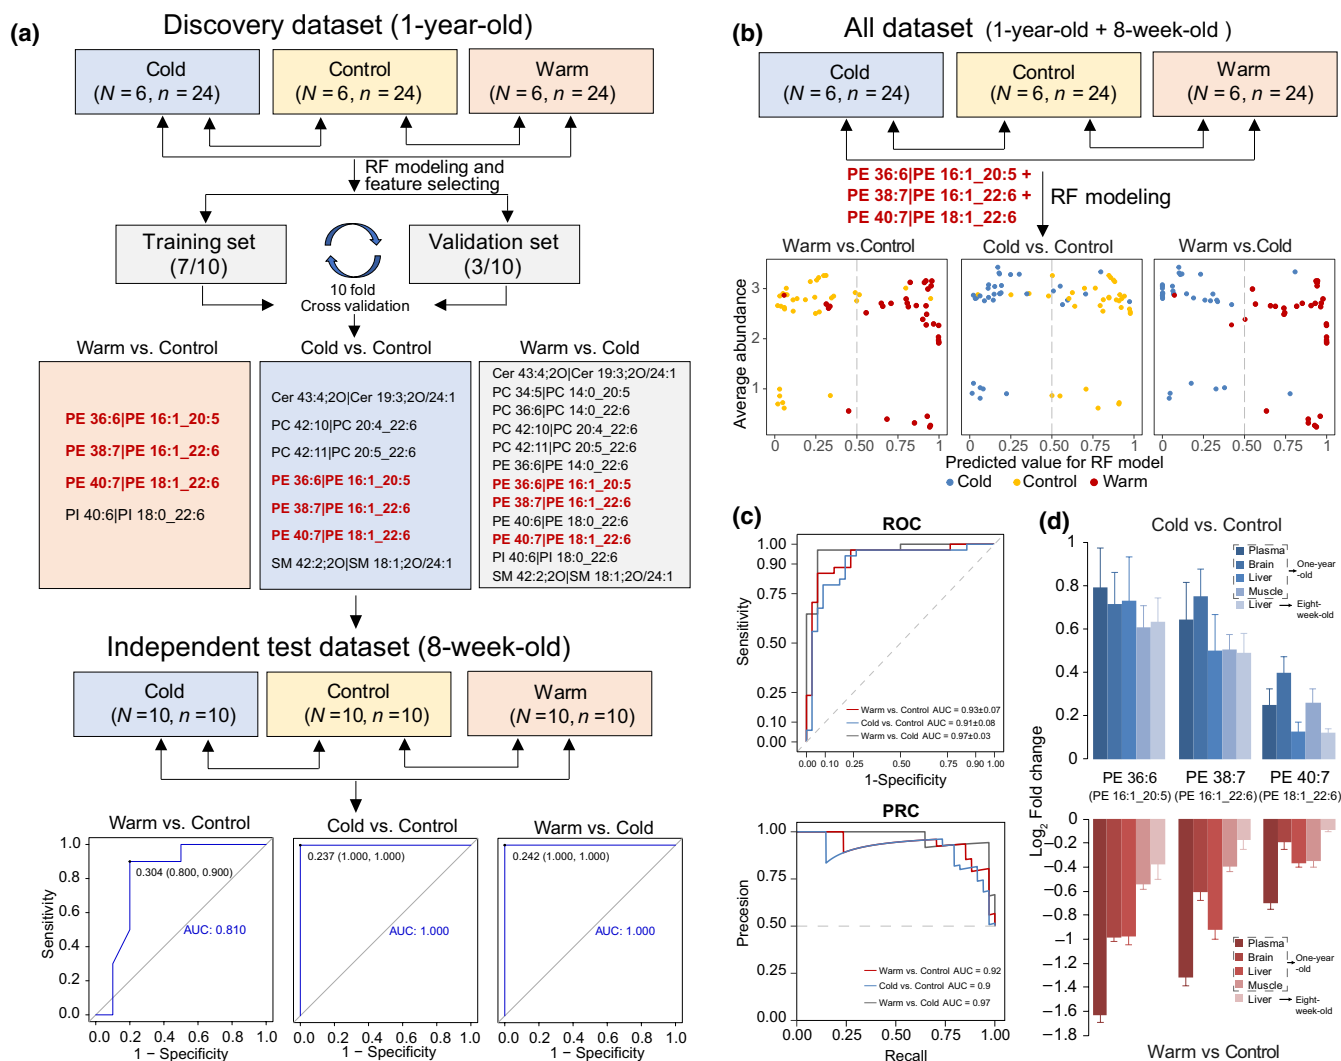 (a)
Discovery dataset (1-year-old)
Cold
(N = 6, n = 24)
Control
(N = 6, n = 24)
Warm
(N = 6, n = 24)
RF modeling and
feature selecting
Training set
(7/10)
Validation set
(3/10)
10 fold
Cross validation
Warm vs. Control
PE 36:6|PE 16:1_20:5
PE 38:7|PE 16:1_22:6
PE 40:7|PE 18:1_22:6
PI 40:6|PI 18:0_22:6
Cold vs. Control
Cer 43:4;2O|Cer 19:3;2O/24:1
PC 42:10|PC 20:4_22:6
PC 42:11|PC 20:5_22:6
PE 36:6|PE 16:1_20:5
PE 38:7|PE 16:1_22:6
PE 40:7|PE 18:1_22:6
SM 42:2;2O|SM 18:1;2O/24:1
Warm vs. Cold
Cer 43:4;2O|Cer 19:3;2O/24:1
PC 34:5|PC 14:0_20:5
PC 36:6|PC 14:0_22:6
PC 42:10|PC 20:4_22:6
PC 42:11|PC 20:5_22:6
PE 36:6|PE 14:0_22:6
PE 36:6|PE 16:1_20:5
PE 38:7|PE 16:1_22:6
PE 40:6|PE 18:0_22:6
PE 40:7|PE 18:1_22:6
PI 40:6|PI 18:0_22:6
SM 42:2;2O|SM 18:1;2O/24:1
Independent test dataset (8-week-old)
Cold
(N =10, n =10)
Control
(N =10, n =10)
Warm
(N =10, n =10)
Warm vs. Control
Sensitivity
1.0
0.8
0.6
0.4
0.2
0.0
0.304 (0.800, 0.900)
AUC: 0.810
0.0 0.2 0.4 0.6 0.8 1.0
1 − Specificity
Cold vs. Control
0.237 (1.000, 1.000)
AUC: 1.000
0.0 0.2 0.4 0.6 0.8 1.0
1 − Specificity
Warm vs. Cold
0.242 (1.000, 1.000)
AUC: 1.000
0.0 0.2 0.4 0.6 0.8 1.0
1 − Specificity
(b)
All dataset (1-year-old + 8-week-old )
Cold
(N = 6, n = 24)
Control
(N = 6, n = 24)
Warm
(N = 6, n = 24)
PE 36:6|PE 16:1_20:5 +
PE 38:7|PE 16:1_22:6 +
PE 40:7|PE 18:1_22:6
RF modeling
Warm vs.Control
Cold vs. Control
Warm vs.Cold
Average abundance
3
2
1
0 0.25 0.50 0.75 1
0 0.25 0.50 0.75 1
0 0.25 0.50 0.75 1
Predicted value for RF model
Cold
Control
Warm
(c)
ROC
Sensitivity
1.00
0.90
0.75
0.50
0.25
0.10
0.00
Warm vs. Control AUC = 0.93±0.07
Cold vs. Control AUC = 0.91±0.08
Warm vs. Cold AUC = 0.97±0.03
0.00 0.10 0.25 0.50 0.75 0.90 1.00
1-Specificity
PRC
Precesion
1.00
0.75
0.50
0.25
0.00
Warm vs. Control AUC = 0.92
Cold vs. Control AUC = 0.9
Warm vs. Cold AUC = 0.97
0.00 0.25 0.50 0.75 1.00
Recall
(d)
Cold vs. Control
1
0.8
0.6
0.4
0.2
0
Plasma
Brain
Liver
Muscle
One-year
-old
Liver
Eight-
week-old
PE 36:6
(PE 16:1_20:5)
PE 38:7
(PE 16:1_22:6)
PE 40:7
(PE 18:1_22:6)
Log2 Fold change
0
−0.2
−0.4
−0.6
−0.8
−1
−1.2
−1.4
−1.6
−1.8
Plasma
Brain
Liver
Muscle
One-year
-old
Liver
Eight-
week-old
Warm vs Control